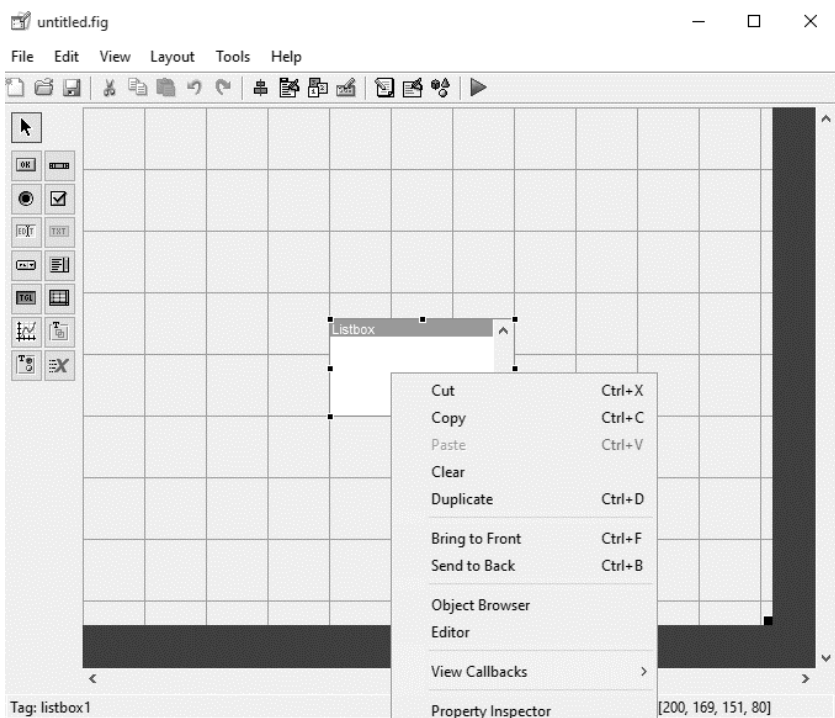 untitled.fig
File Edit View Layout Tools Help
OK
EDIT TXT
TGL
Listbox
Cut Ctrl+X
Copy Ctrl+C
Paste Ctrl+V
Clear
Duplicate Ctrl+D
Bring to Front Ctrl+F
Send to Back Ctrl+B
Object Browser
Editor
View Callbacks
Property Inspector
Tag: listbox1 [200, 169, 151, 80]